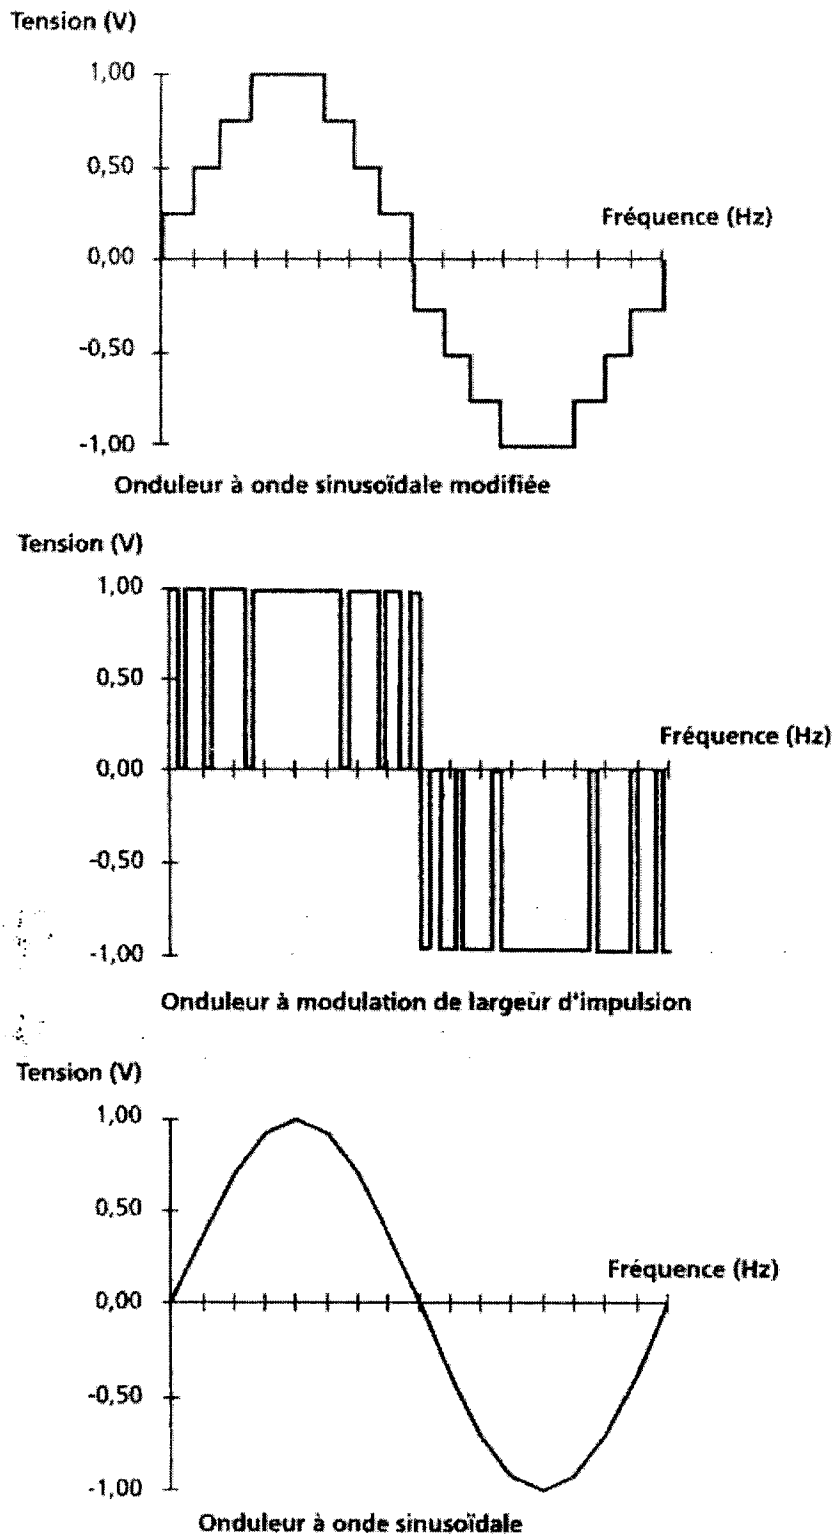 Tension (V)
1,00
0,50
Fréquence (Hz)
0,00
-0,50
-1,00
Onduleur à onde sinusoïdale modifiée
Tension (V)
1,00
0,50
Fréquence (Hz)
0,00
-0,50
-1,00
Onduleur à modulation de largeur d'impulsion
Tension (V)
1,00
0,50
Fréquence (Hz)
0,00
-0,50
-1,00
Onduleur à onde sinusoïdale